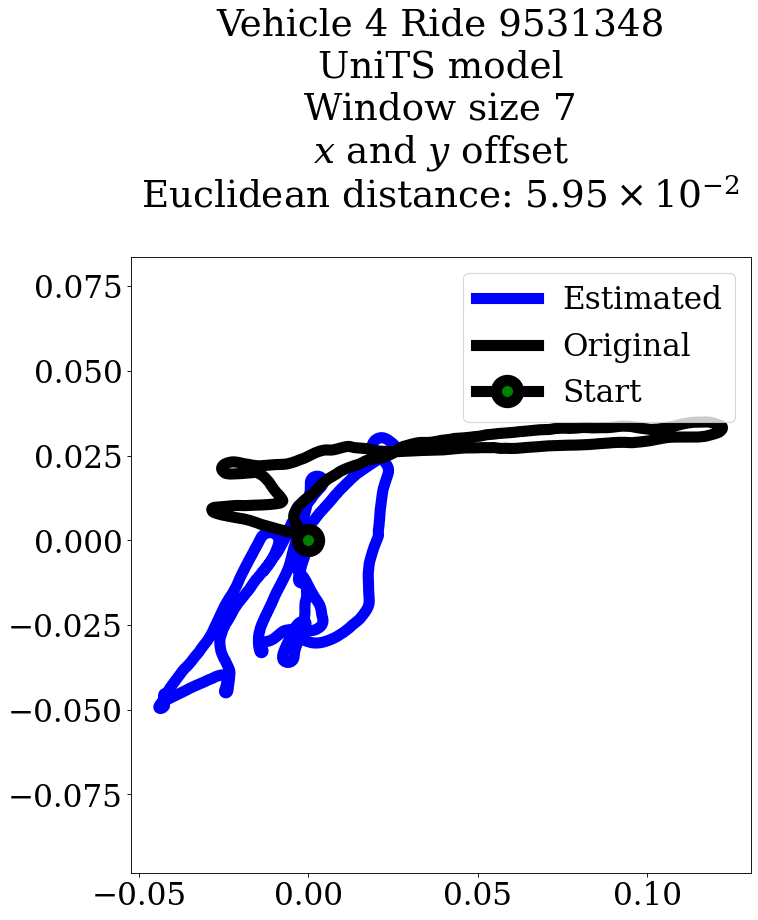 Vehicle 4 Ride 9531348
UniTS model
Window size 7
x and y offset
Euclidean distance: 5.95 × 10⁻²
Estimated
Original
Start
0.075
0.050
0.025
0.000
−0.025
−0.050
−0.075
−0.05 0.00 0.05 0.10